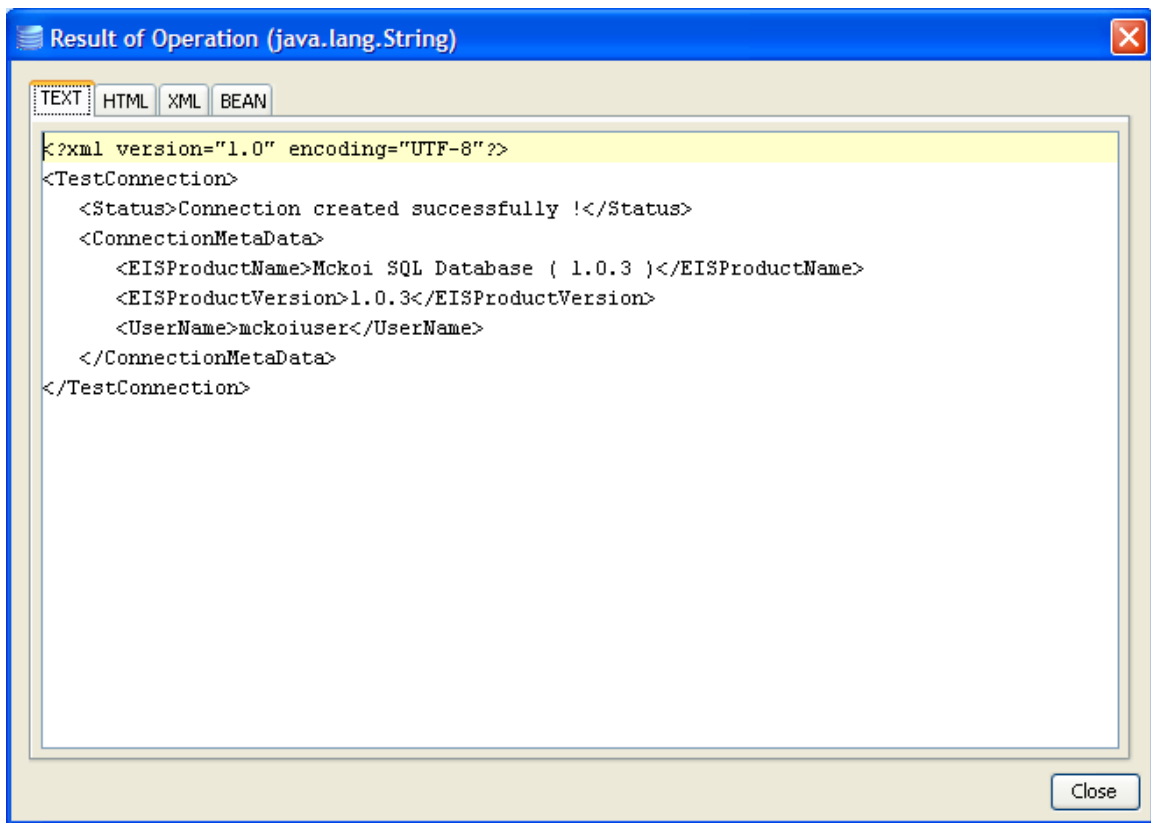 Result of Operation (java.lang.String)
TEXT HTML XML BEAN
<?xml version="1.0" encoding="UTF-8"?>
<TestConnection>
   <Status>Connection created successfully !</Status>
   <ConnectionMetaData>
      <EISProductName>Mckoi SQL Database ( 1.0.3 )</EISProductName>
      <EISProductVersion>1.0.3</EISProductVersion>
      <UserName>mckoiuser</UserName>
   </ConnectionMetaData>
</TestConnection>
Close